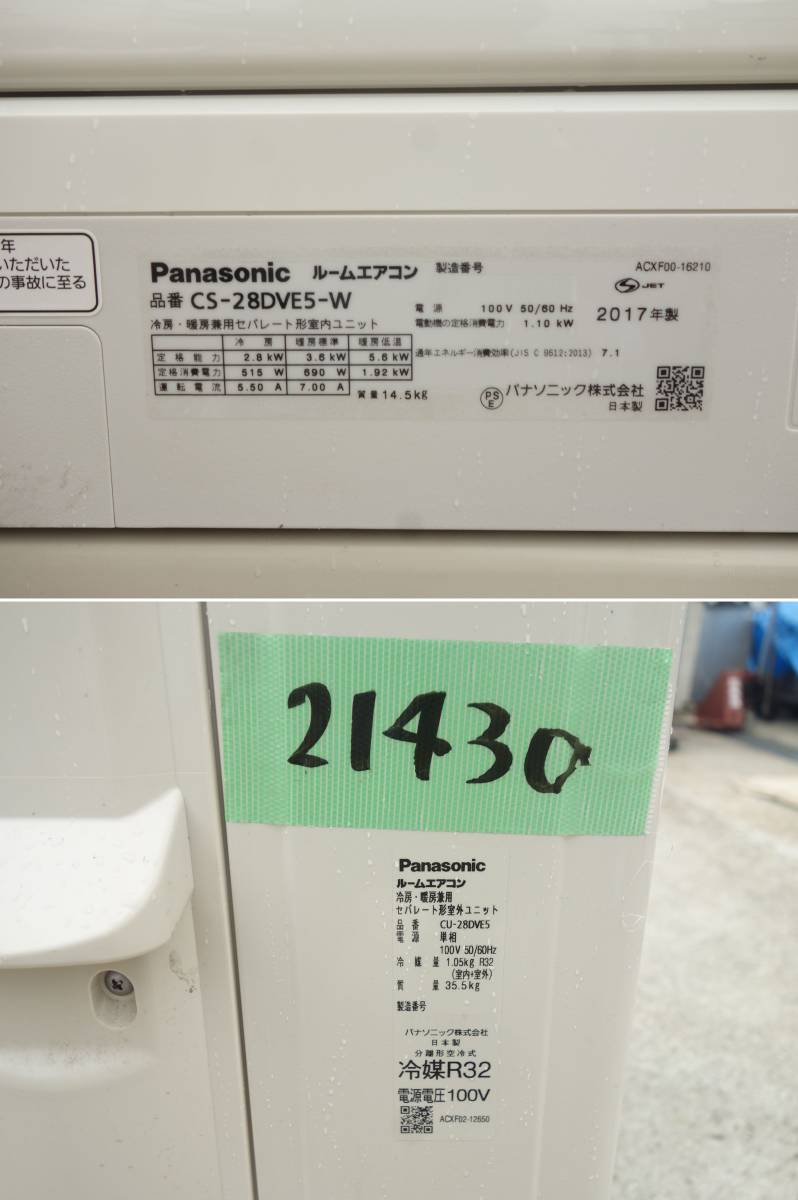 年
いただいた
の事故に至る
Panasonic ルームエアコン 製造番号 ACXF00-16210
品番 CS-28DVE5-W
JET
電源 100V 50/60 Hz 2017年製
冷房・暖房兼用セパレート形室内ユニット
電動機の定格消費電力 1.10 kW
冷房 暖房標準 暖房低温
定格能力 2.8 kW 3.6 kW 5.6 kW
通年エネルギー消費効率(JIS C 9612:2013) 7.1
定格消費電力 515 W 690 W 1.92 kW
運転電流 5.50 A 7.00 A
質量 14.5kg
PS
E
パナソニック株式会社
日本製
21430
Panasonic
ルームエアコン
冷房・暖房兼用
セパレート形室外ユニット
品番 CU-28DVE5
電源 単相
100V 50/60Hz
冷媒量 1.05kg R32
(室内+室外)
質量 35.5kg
製造番号
パナソニック株式会社
日本製
分離形空冷式
冷媒R32
電源電圧100V
ACXF02-12650